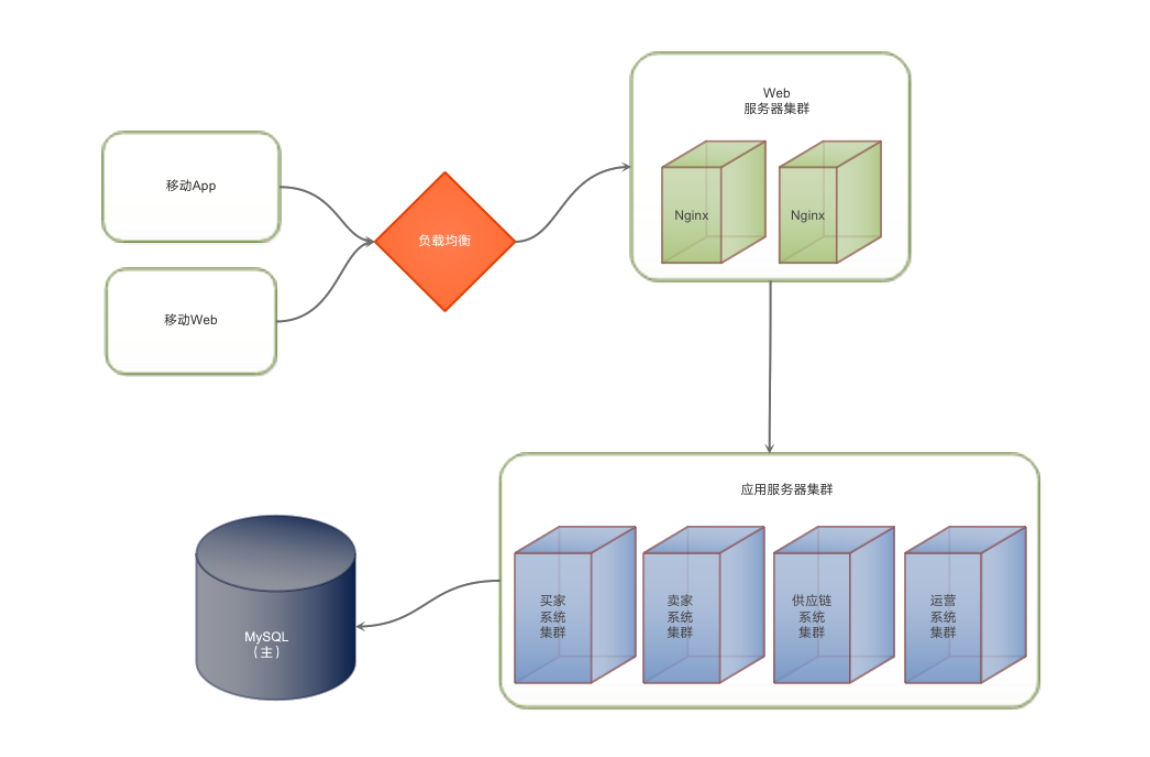 移动App
移动Web
负载均衡
Web
服务器集群
Nginx
Nginx
应用服务器集群
买家
系统
集群
卖家
系统
集群
供应链
系统
集群
运营
系统
集群
MySQL
（主）